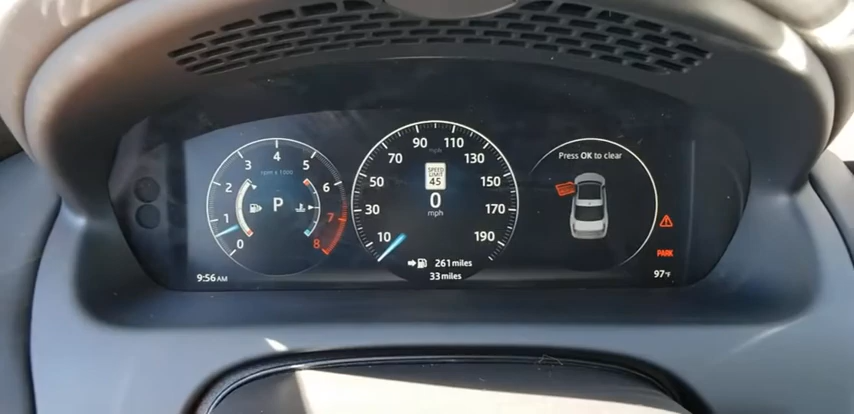 0
1
2
3
4
5
6
7
8
rpm x 1000
P
10
30
50
70
90
110
130
150
170
190
mph
SPEED
LIMIT
45
0
mph
261 miles
33 miles
Press OK to clear
PARK
9:56 AM
97°F